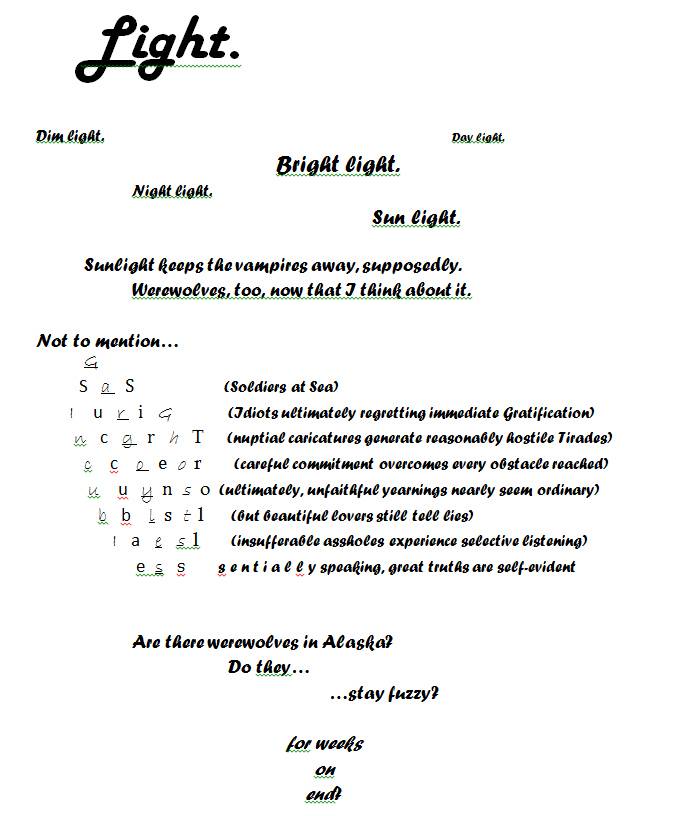 Light.
Dim light. Day light.
Bright light.
Night light.
Sun light.
Sunlight keeps the vampires away, supposedly.
Werewolves, too, now that I think about it.
Not to mention…
G
S a S (Soldiers at Sea)
I u r i G (Idiots ultimately regretting immediate Gratification)
n c g r h T (nuptial caricatures generate reasonably hostile Tirades)
c c o e o r (careful commitment overcomes every obstacle reached)
u u y n s o (ultimately, unfaithful yearnings nearly seem ordinary)
b b l s t l (but beautiful lovers still tell lies)
i a e s l (insufferable assholes experience selective listening)
e s s s e n t i a l l y speaking, great truths are self-evident
Are there werewolves in Alaska?
Do they…
…stay fuzzy?
for weeks
on
end?